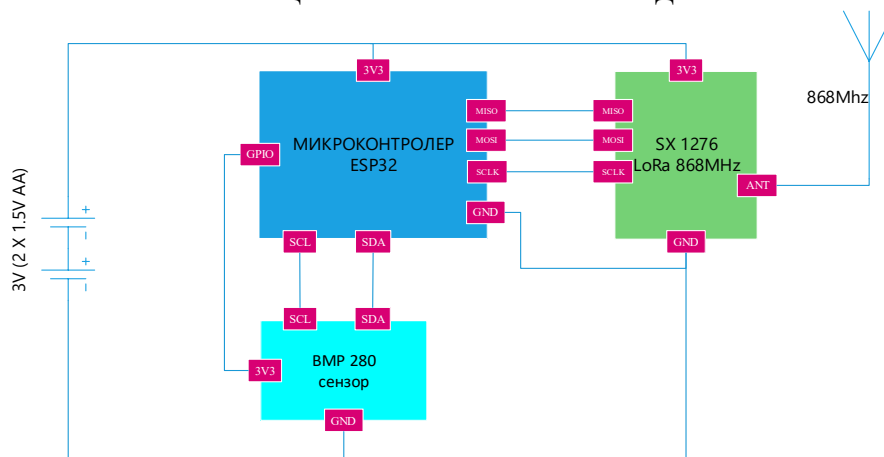 3V3
3V3
868Mhz
МИКРОКОНТРОЛЕР
ESP32
MISO
MISO
MOSI
MOSI
SCLK
SCLK
SX 1276
LoRa 868MHz
GPIO
ANT
GND
GND
SCL
SDA
3V (2 X 1.5V AA)
+
–
+
–
SCL
SDA
BMP 280
сензор
3V3
GND